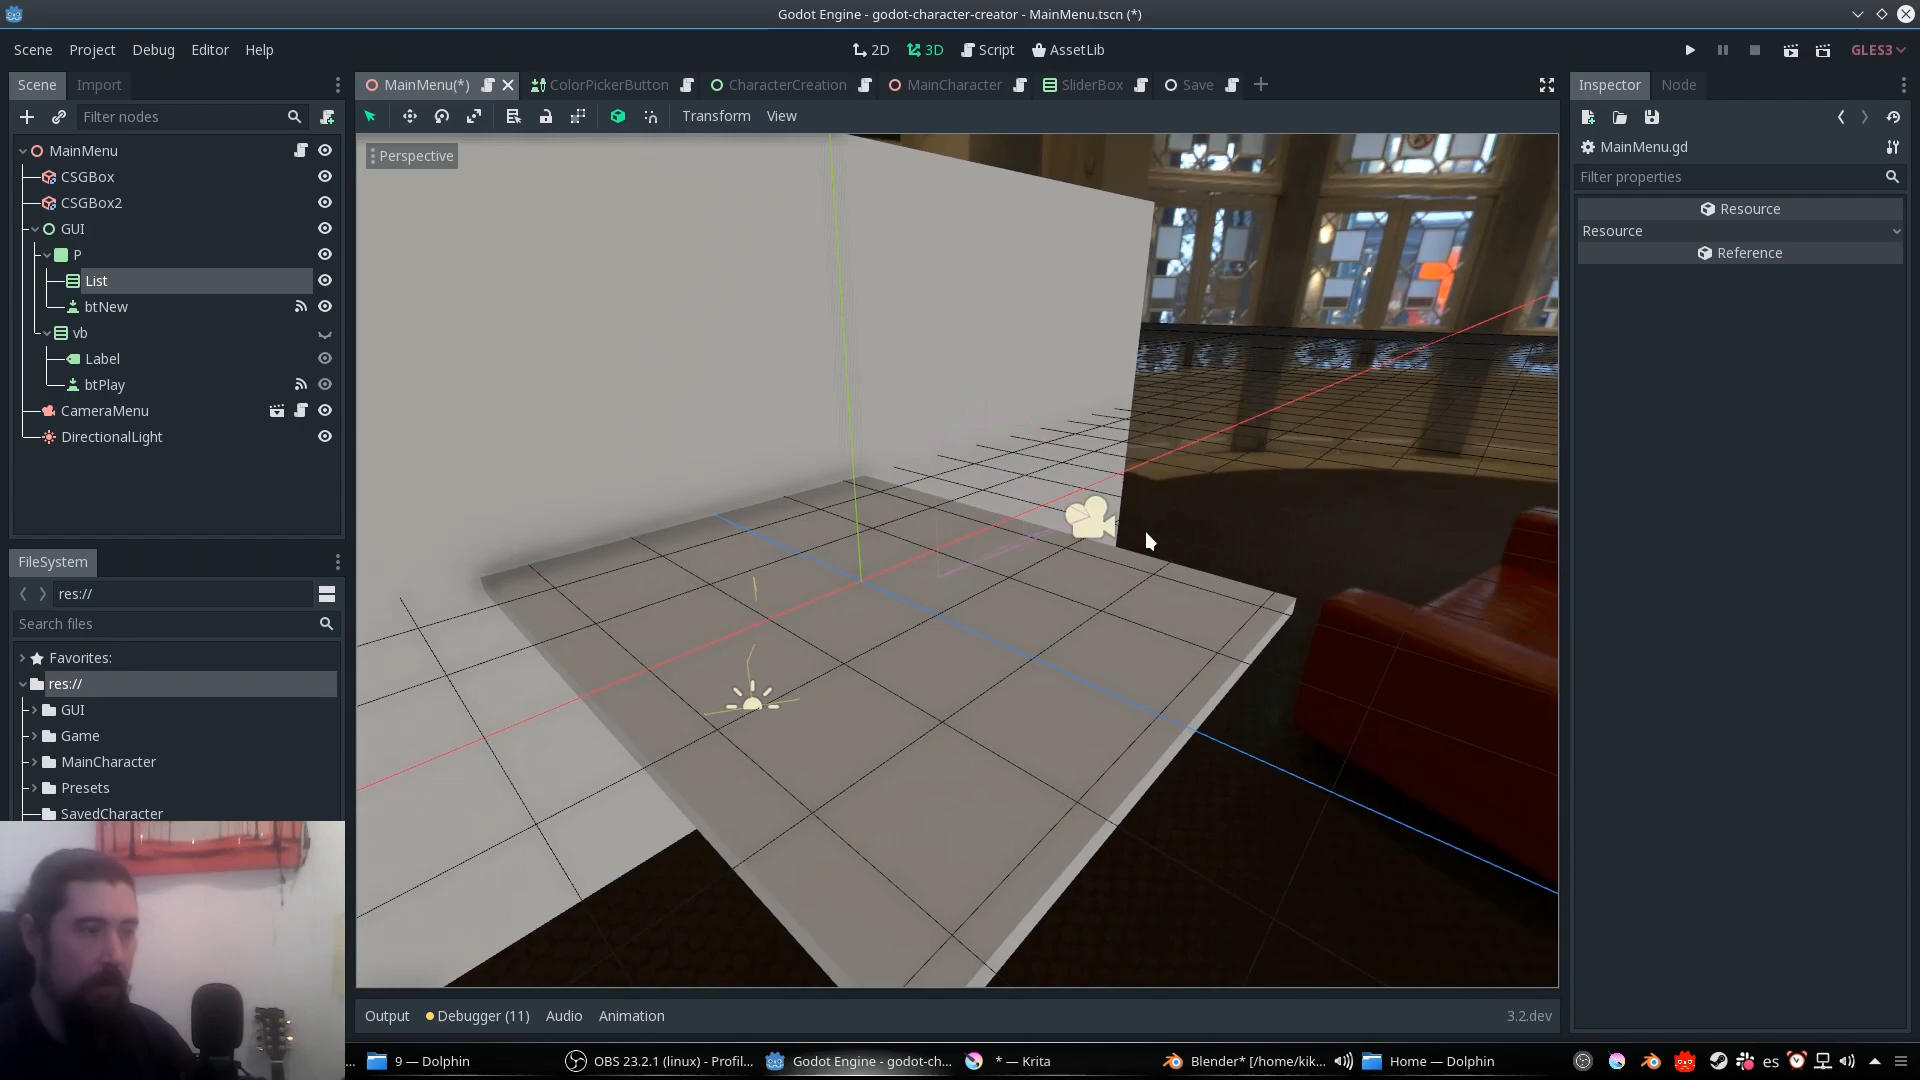 Godot Engine - godot-character-creator - MainMenu.tscn (*)
Scene Project Debug Editor Help
2D 3D Script AssetLib
GLES3
Scene Import
MainMenu(*) ColorPickerButton CharacterCreation MainCharacter SliderBox Save
Inspector Node
Filter nodes
Transform View
MainMenu.gd
Perspective
Filter properties
MainMenu
CSGBox
CSGBox2
GUI
P
List
btNew
vb
Label
btPlay
CameraMenu
DirectionalLight
Resource
Resource
Reference
FileSystem
res://
Search files
Favorites:
res://
GUI
Game
MainCharacter
Presets
SavedCharacter
Output Debugger (11) Audio Animation
3.2.dev
... 9 — Dolphin
OBS 23.2.1 (linux) - Profil...
Godot Engine - godot-ch...
* — Krita
Blender* [/home/kik...
Home — Dolphin
es